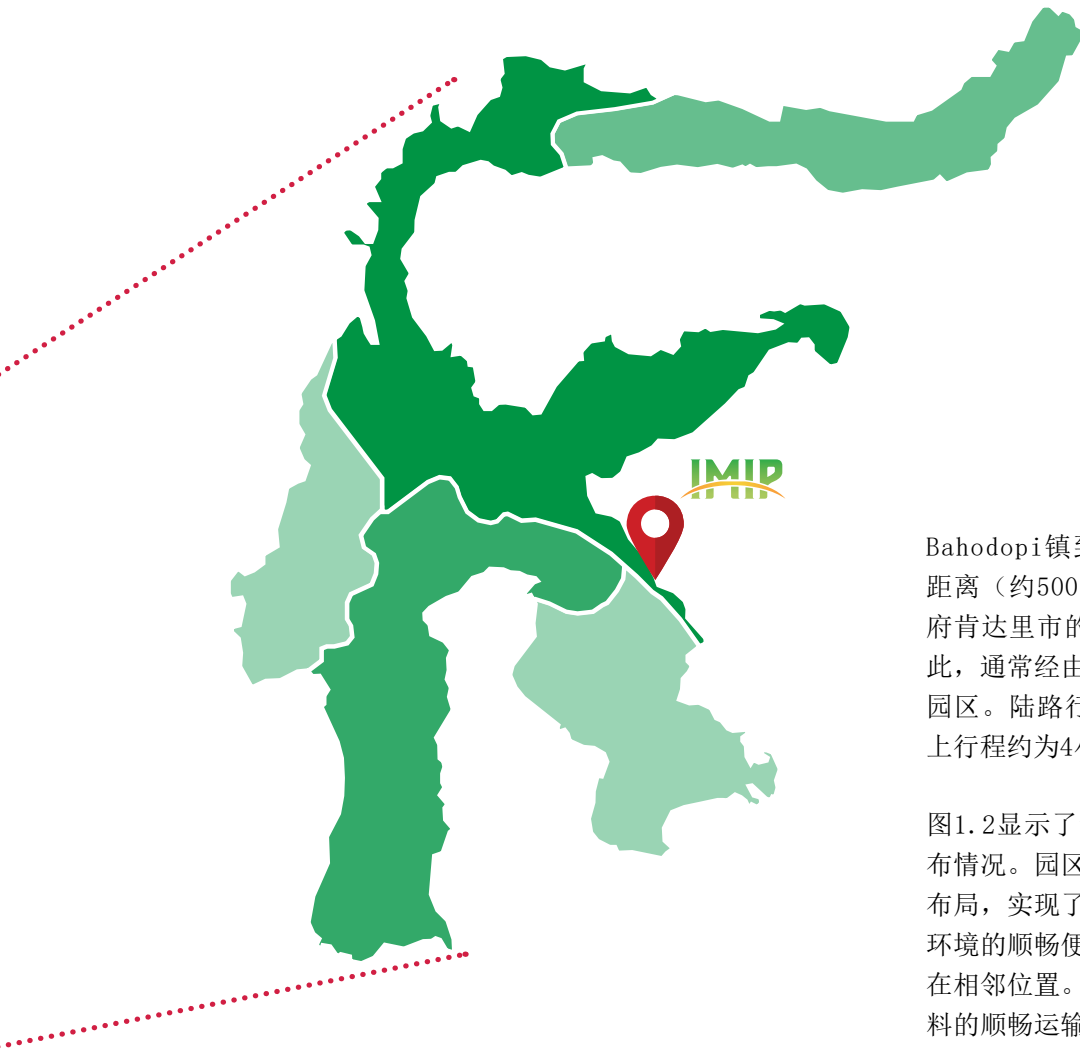 IMIP
Bahodopi镇至
距离（约500
府肯达里市的
此，通常经由
园区。陆路行
上行程约为4小
图1.2显示了
布情况。园区
布局，实现了
环境的顺畅便
在相邻位置。
料的顺畅运输